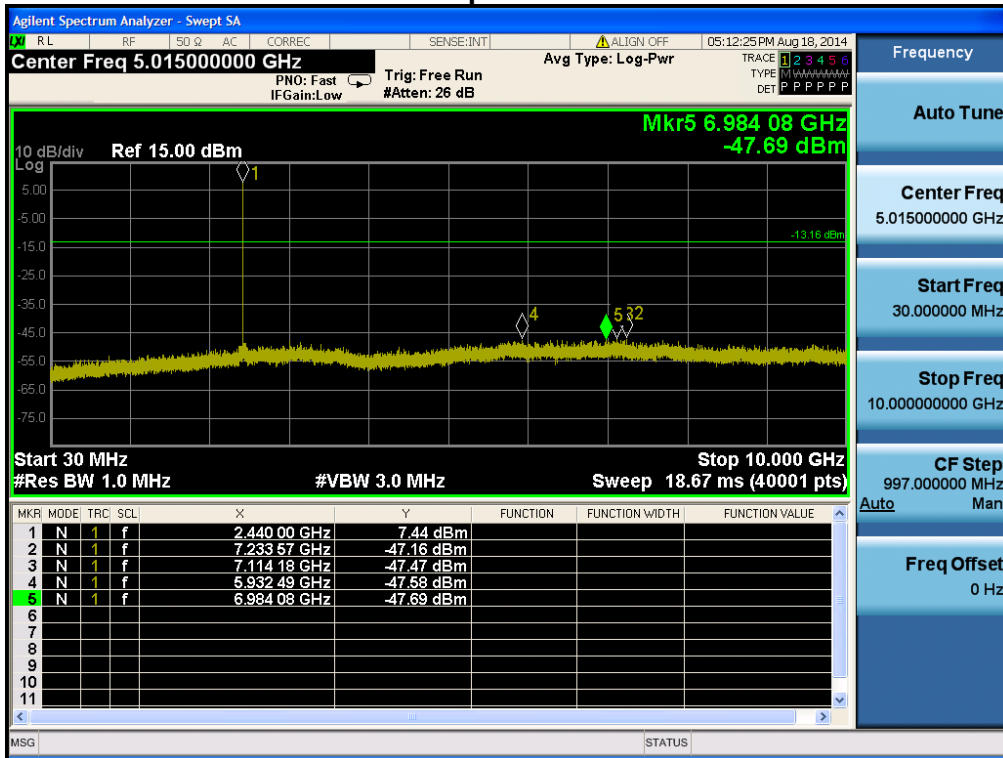 Agilent Spectrum Analyzer - Swept SA
LXI RL RF 50 Ω AC CORREC SENSE:INT ALIGN OFF 05:12:25 PM Aug 18, 2014
Center Freq 5.015000000 GHz
PNO: Fast
IFGain:Low
Trig: Free Run
#Atten: 26 dB
Avg Type: Log-Pwr
TRACE 1 2 3 4 5 6
TYPE M WWWWW
DET P P P P P P
Mkr5 6.984 08 GHz
-47.69 dBm
10 dB/div Ref 15.00 dBm
Log
1
5.00
-5.00
-13.16 dBm
-15.0
-25.0
-35.0
4 5 3 2
-45.0
-55.0
-65.0
-75.0
Start 30 MHz Stop 10.000 GHz
#Res BW 1.0 MHz #VBW 3.0 MHz Sweep 18.67 ms (40001 pts)
MKR MODE TRC SCL X Y FUNCTION FUNCTION WIDTH FUNCTION VALUE
1 N 1 f 2.440 00 GHz 7.44 dBm
2 N 1 f 7.233 57 GHz -47.16 dBm
3 N 1 f 7.114 18 GHz -47.47 dBm
4 N 1 f 5.932 49 GHz -47.58 dBm
5 N 1 f 6.984 08 GHz -47.69 dBm
6
7
8
9
10
11
MSG STATUS
Frequency
Auto Tune
Center Freq
5.015000000 GHz
Start Freq
30.000000 MHz
Stop Freq
10.000000000 GHz
CF Step
997.000000 MHz
Auto Man
Freq Offset
0 Hz